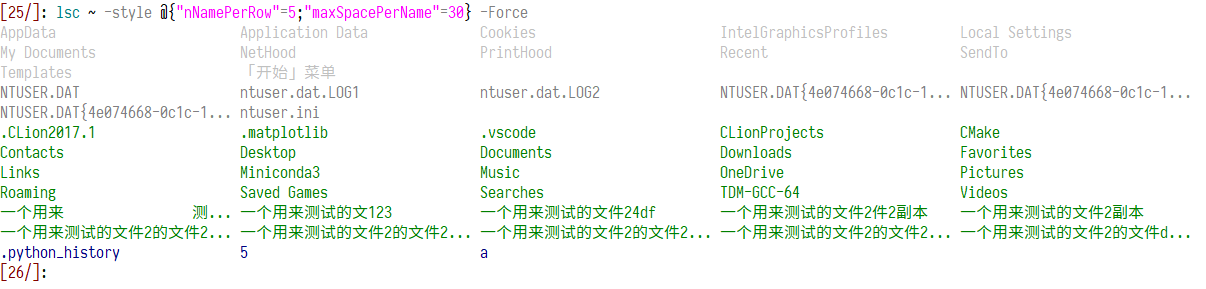 [25/]: lsc ~ -style @{"nNamePerRow"=5;"maxSpacePerName"=30} -Force
AppData Application Data Cookies IntelGraphicsProfiles Local Settings
My Documents NetHood PrintHood Recent SendTo
Templates 「开始」菜单
NTUSER.DAT ntuser.dat.LOG1 ntuser.dat.LOG2 NTUSER.DAT{4e074668-0c1c-1... NTUSER.DAT{4e074668-0c1c-1...
NTUSER.DAT{4e074668-0c1c-1... ntuser.ini
.CLion2017.1 .matplotlib .vscode CLionProjects CMake
Contacts Desktop Documents Downloads Favorites
Links Miniconda3 Music OneDrive Pictures
Roaming Saved Games Searches TDM-GCC-64 Videos
一个用来 测... 一个用来测试的文123 一个用来测试的文件24df 一个用来测试的文件2件2副本 一个用来测试的文件2副本
一个用来测试的文件2的文件2... 一个用来测试的文件2的文件2... 一个用来测试的文件2的文件2... 一个用来测试的文件2的文件2... 一个用来测试的文件2的文件d...
.python_history 5 a
[26/]: